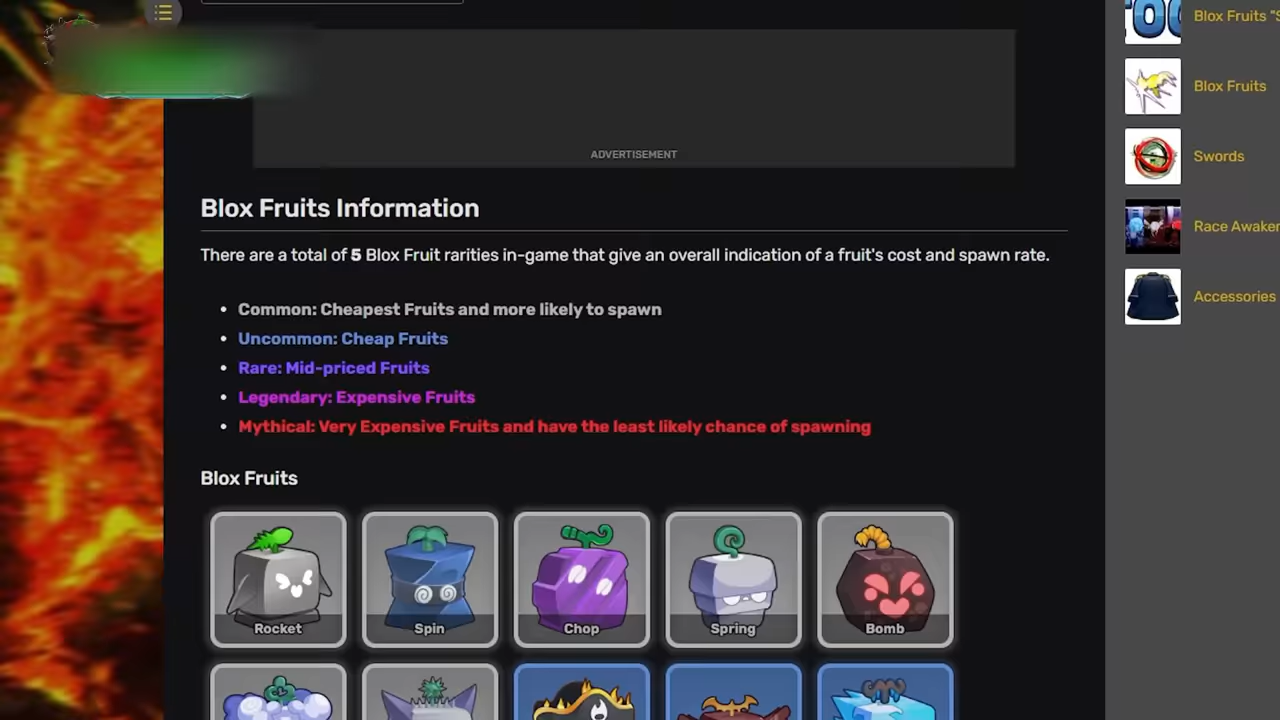 Blox Fruits "S
Blox Fruits
ADVERTISEMENT
Swords
Blox Fruits Information
Race Awaken
There are a total of 5 Blox Fruit rarities in-game that give an overall indication of a fruit's cost and spawn rate.
Accessories
Common: Cheapest Fruits and more likely to spawn
Uncommon: Cheap Fruits
Rare: Mid-priced Fruits
Legendary: Expensive Fruits
Mythical: Very Expensive Fruits and have the least likely chance of spawning
Blox Fruits
Rocket Spin Chop Spring Bomb